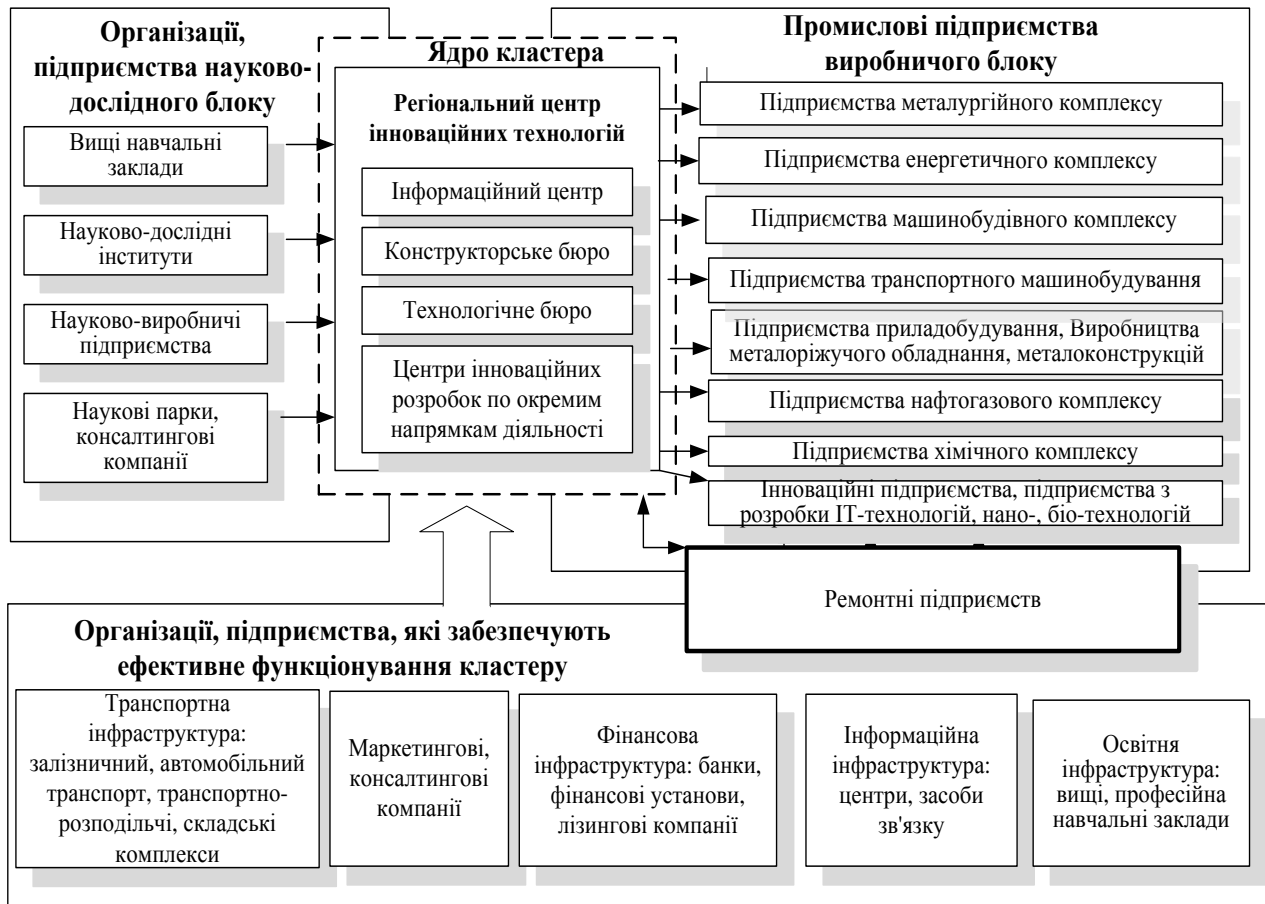 Організації,
підприємства науково-
дослідного блоку
Вищі навчальні
заклади
Науково-дослідні
інститути
Науково-виробничі
підприємства
Наукові парки,
консалтингові
компанії
Ядро кластера
Регіональний центр
інноваційних технологій
Інформаційний центр
Конструкторське бюро
Технологічне бюро
Центри інноваційних
розробок по окремим
напрямкам діяльності
Промислові підприємства
виробничого блоку
Підприємства металургійного комплексу
Підприємства енергетичного комплексу
Підприємства машинобудівного комплексу
Підприємства транспортного машинобудування
Підприємства приладобудування, Виробництва
металоріжучого обладнання, металоконструкцій
Підприємства нафтогазового комплексу
Підприємства хімічного комплексу
Інноваційні підприємства, підприємства з
розробки ІТ-технологій, нано-, біо-технологій
Ремонтні підприємств
Організації, підприємства, які забезпечують
ефективне функціонування кластеру
Транспортна
інфраструктура:
залізничний, автомобільний
транспорт, транспортно-
розподільчі, складські
комплекси
Маркетингові,
консалтингові
компанії
Фінансова
інфраструктура: банки,
фінансові установи,
лізингові компанії
Інформаційна
інфраструктура:
центри, засоби
зв'язку
Освітня
інфраструктура:
вищі, професійна
навчальні заклади